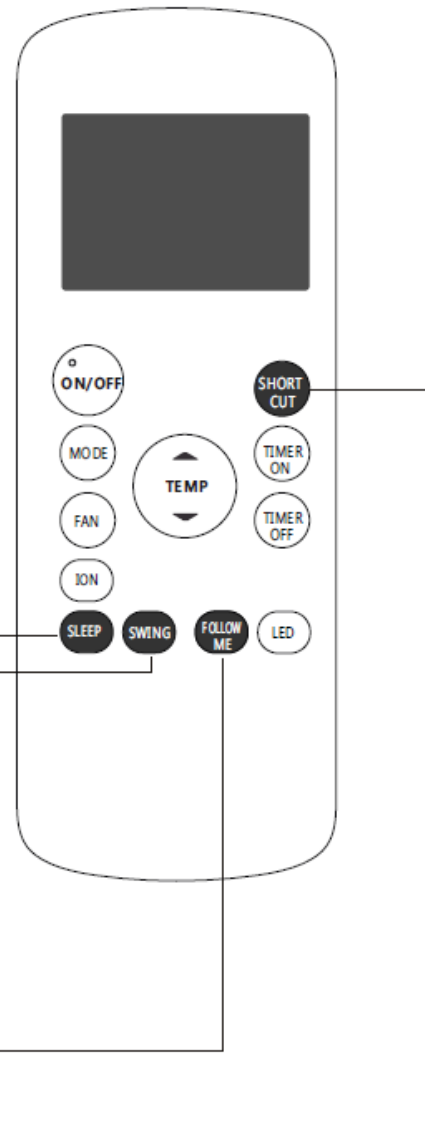 ON/OFF
SHORT
CUT
MODE
TIMER
ON
TEMP
FAN
TIMER
OFF
ION
SLEEP
SWING
FOLLOW
ME
LED